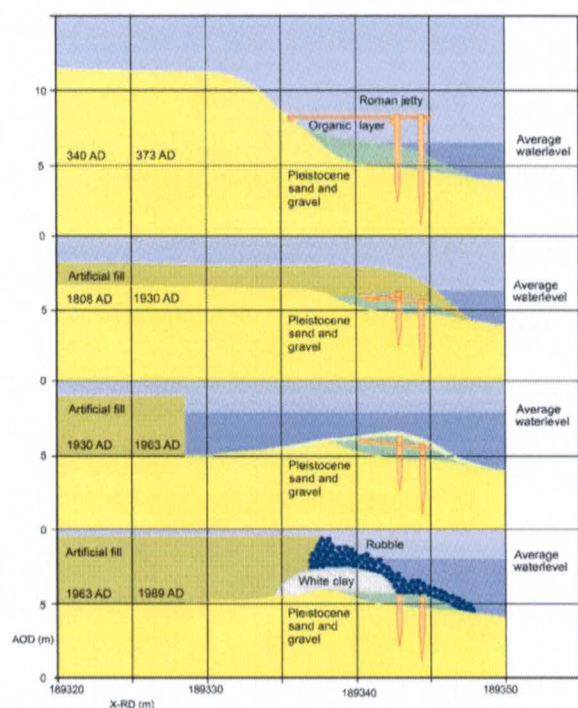 10
Roman jetty
Organic layer
Average
waterlevel
340 AD 373 AD
5
Pleistocene
sand and
gravel
0
Artificial fill
Average
waterlevel
1808 AD 1930 AD
5
Pleistocene
sand and
gravel
0
Artificial fill
Average
waterlevel
1930 AD 1963 AD
5
Pleistocene
sand and
gravel
0
Artificial fill
Rubble
Average
waterlevel
White clay
1963 AD 1989 AD
5
Pleistocene
sand and
gravel
AOD (m)
0
189320 189330 189340 189350
X-RD (m)